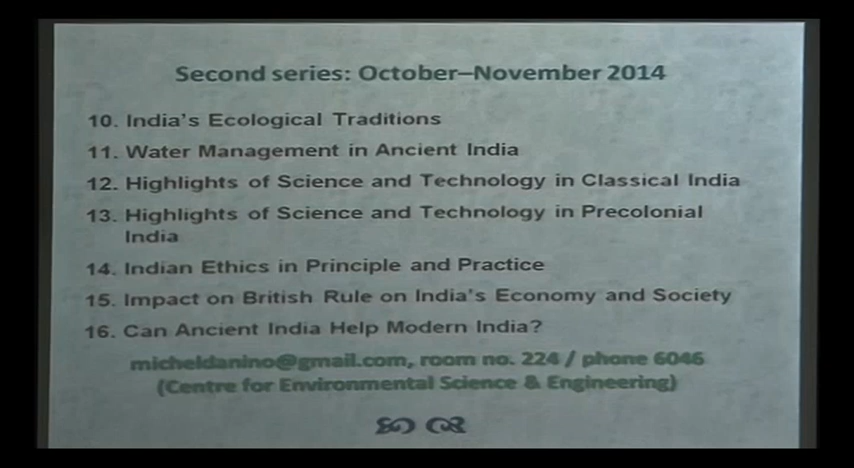 Second series: October–November 2014
10. India's Ecological Traditions
11. Water Management in Ancient India
12. Highlights of Science and Technology in Classical India
13. Highlights of Science and Technology in Precolonial
India
14. Indian Ethics in Principle and Practice
15. Impact on British Rule on India's Economy and Society
16. Can Ancient India Help Modern India?
micheldanino@gmail.com, room no. 224 / phone 6046
(Centre for Environmental Science & Engineering)